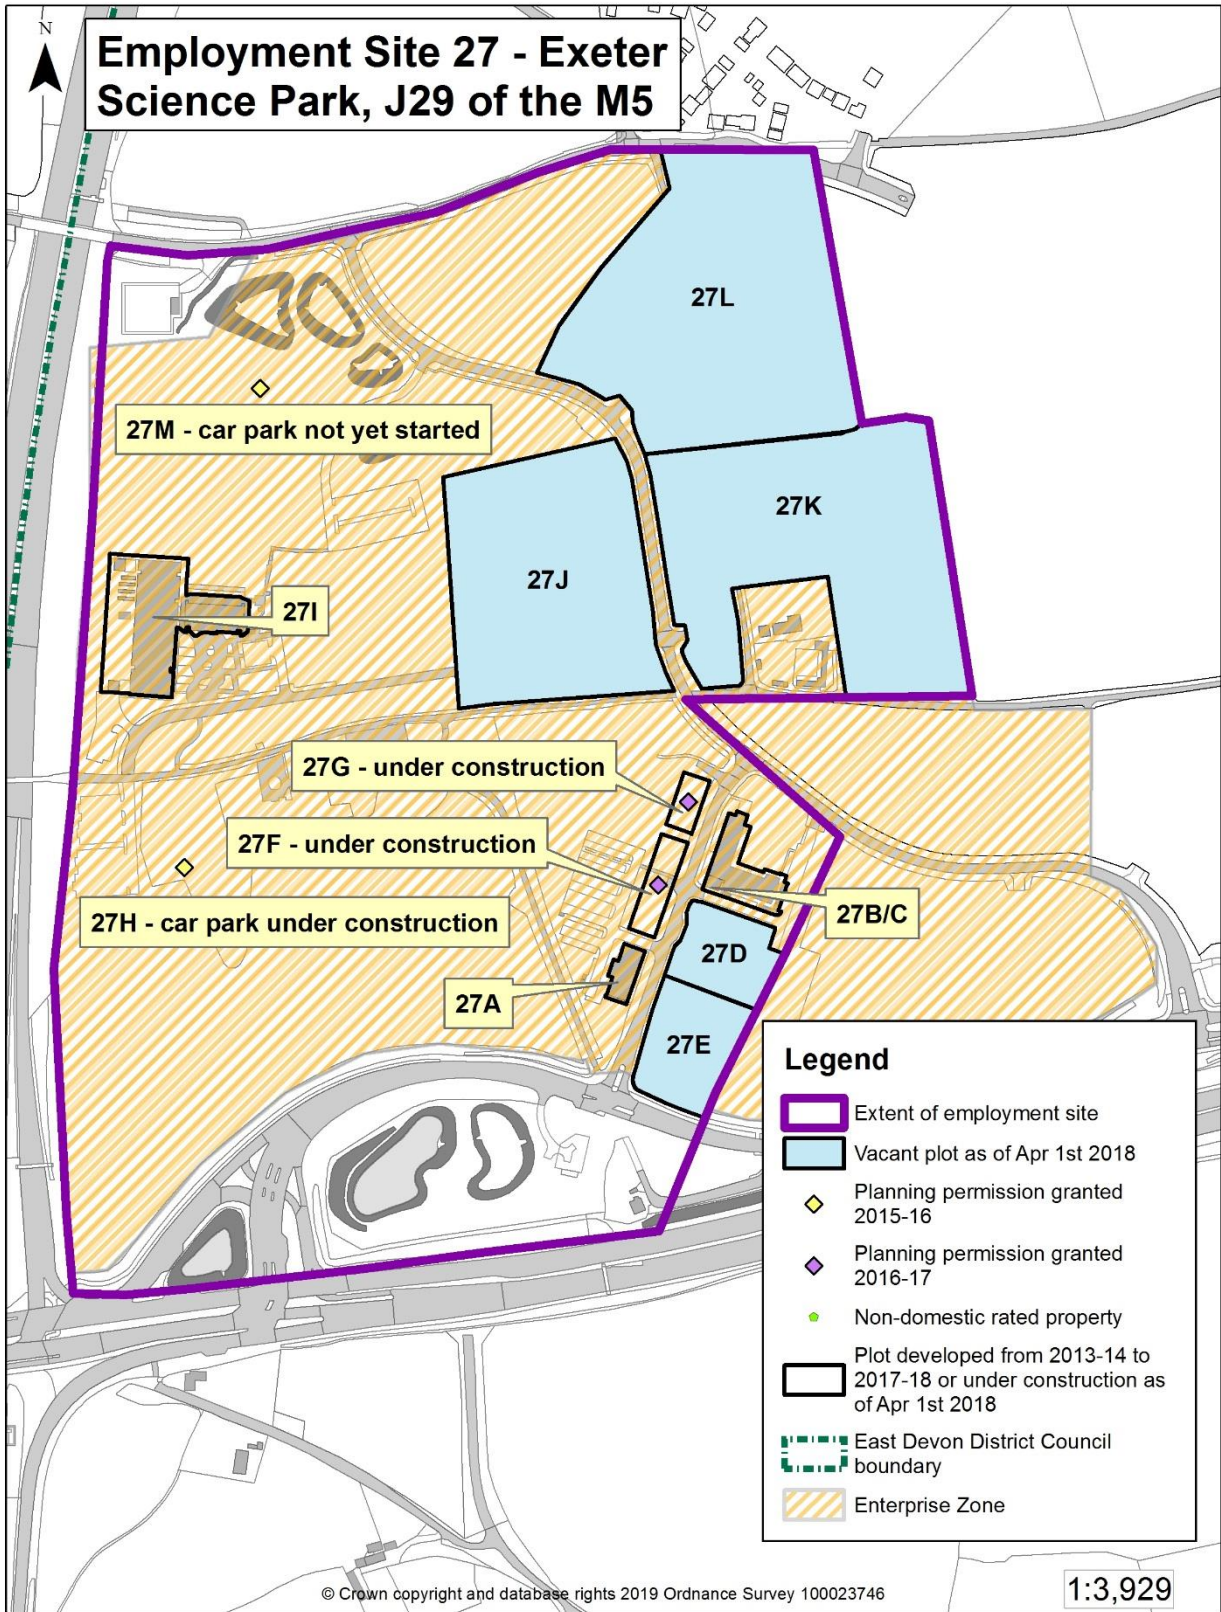 N
Employment Site 27 - Exeter
Science Park, J29 of the M5
27L
27M - car park not yet started
27K
27J
27I
27G - under construction
27F - under construction
27B/C
27H - car park under construction
27D
27A
27E
Legend
Extent of employment site
Vacant plot as of Apr 1st 2018
Planning permission granted
2015-16
Planning permission granted
2016-17
Non-domestic rated property
Plot developed from 2013-14 to
2017-18 or under construction as
of Apr 1st 2018
East Devon District Council
boundary
Enterprise Zone
© Crown copyright and database rights 2019 Ordnance Survey 100023746
1:3,929